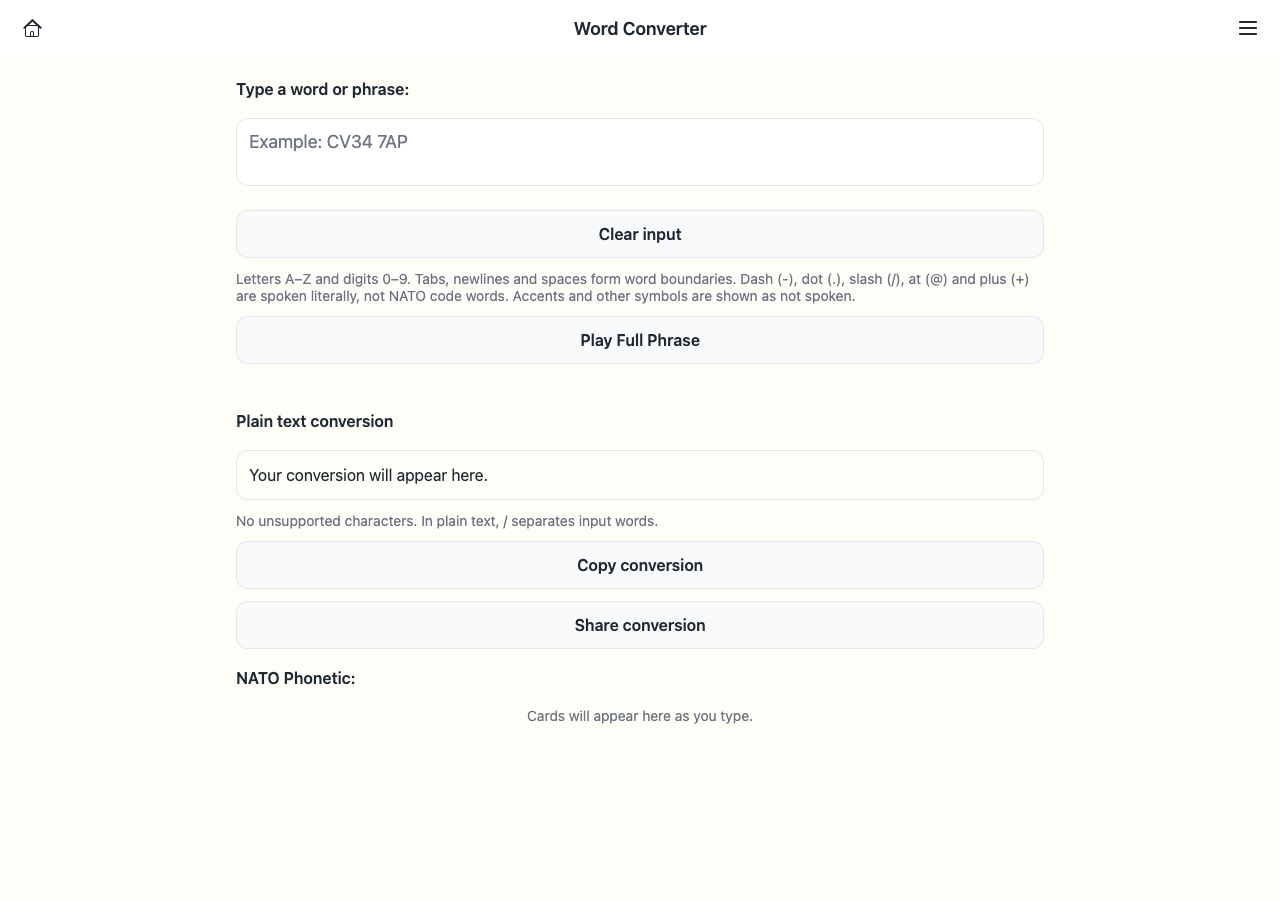 Word Converter
Type a word or phrase:
Example: CV34 7AP
Clear input
Letters A–Z and digits 0–9. Tabs, newlines and spaces form word boundaries. Dash (-), dot (.), slash (/), at (@) and plus (+)
are spoken literally, not NATO code words. Accents and other symbols are shown as not spoken.
Play Full Phrase
Plain text conversion
Your conversion will appear here.
No unsupported characters. In plain text, / separates input words.
Copy conversion
Share conversion
NATO Phonetic:
Cards will appear here as you type.